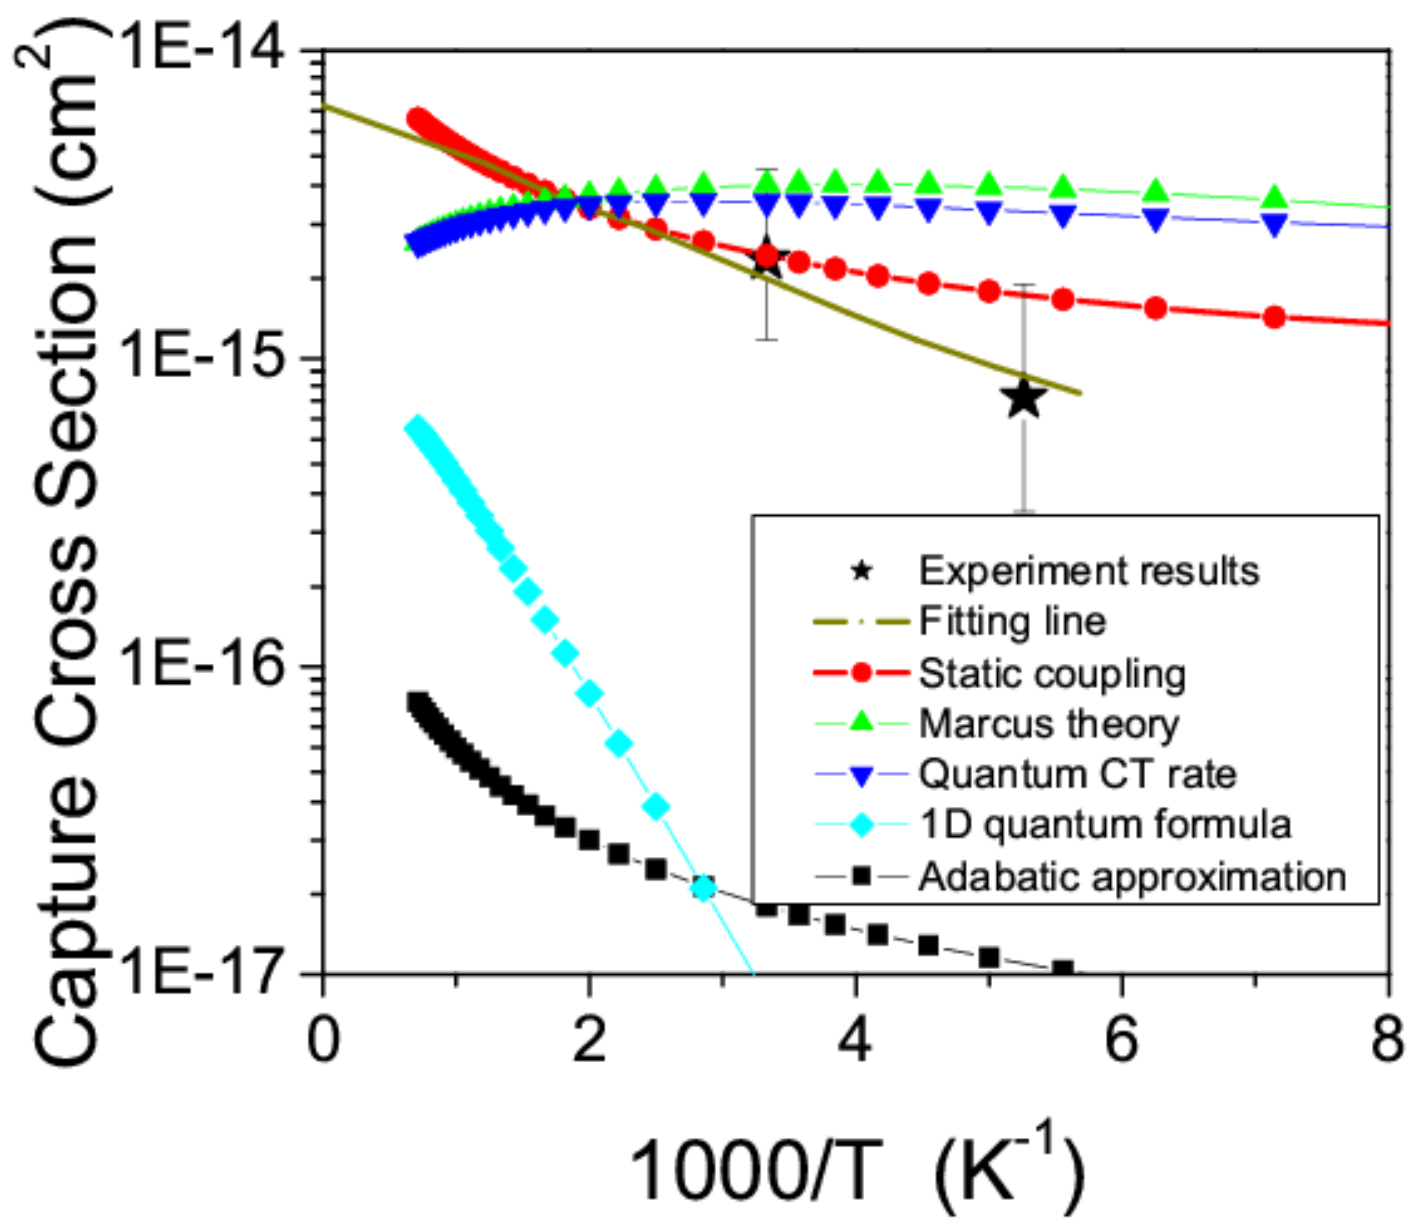 Capture Cross Section (cm²)
1E-14
1E-15
1E-16
1E-17
Experiment results
Fitting line
Static coupling
Marcus theory
Quantum CT rate
1D quantum formula
Adabatic approximation
0 2 4 6 8
1000/T (K⁻¹)